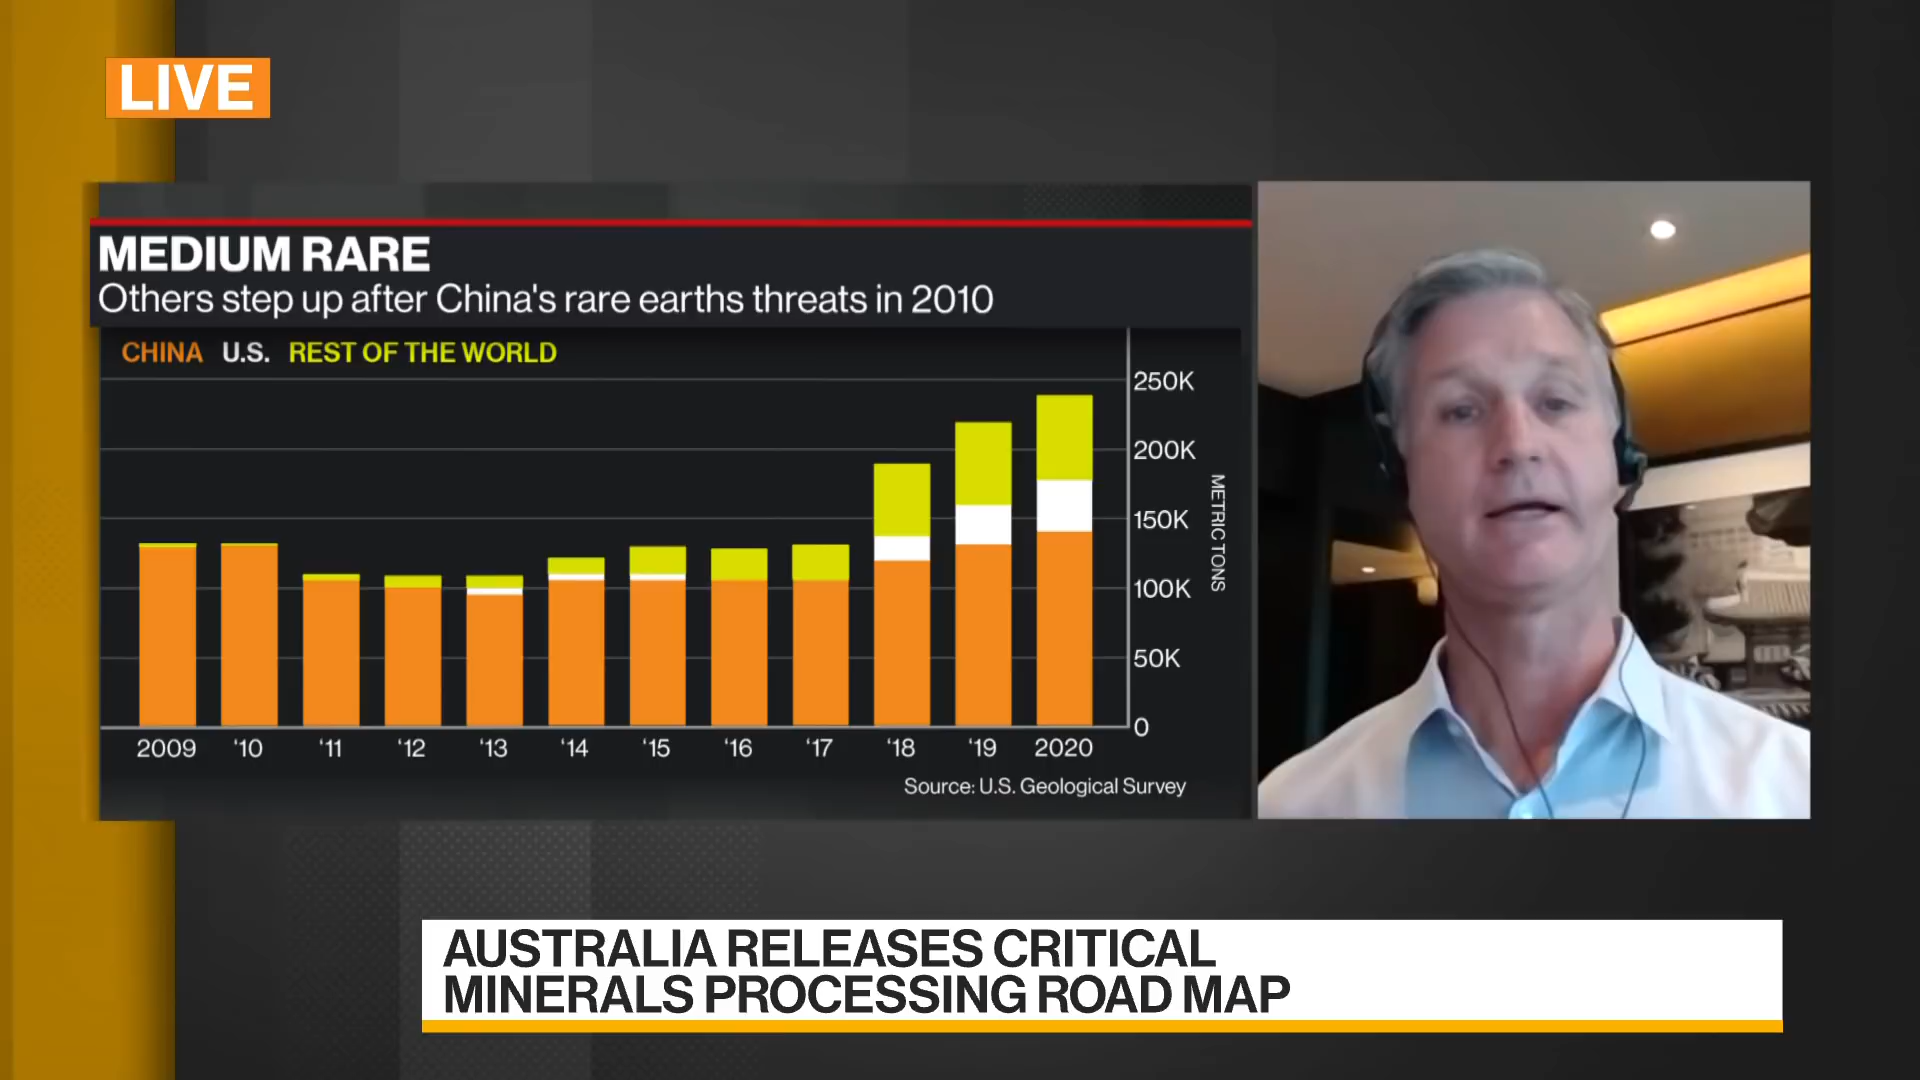 LIVE
MEDIUM RARE
Others step up after China's rare earths threats in 2010
CHINA U.S. REST OF THE WORLD
250K
200K
150K
100K
50K
0
METRIC TONS
2009 '10 '11 '12 '13 '14 '15 '16 '17 '18 '19 2020
Source: U.S. Geological Survey
AUSTRALIA RELEASES CRITICAL
MINERALS PROCESSING ROAD MAP